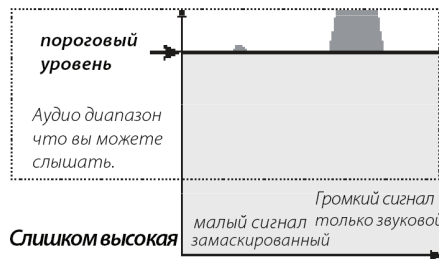 пороговый
уровень
Аудио диапазон
что вы можете
слышать.
Громкий сигнал
малый сигнал только звуковой
Слишком высокая замаскированный